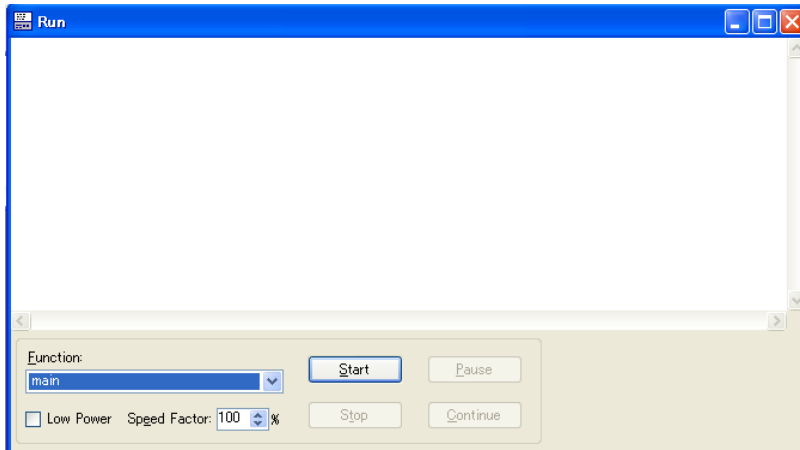 Run
Function:
main
Start
Pause
Low Power Speed Factor: 100 %
Stop
Continue